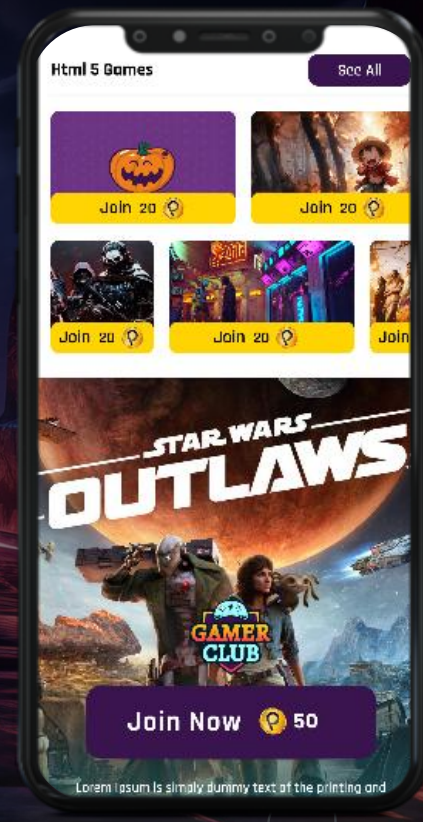 Html 5 Games
See All
Join 20
Join 20
Join 20
Join 20
Join
STAR WARS
OUTLAWS
GAMER
CLUB
Join Now 50
Lorem Ipsum is simply dummy text of the printing and